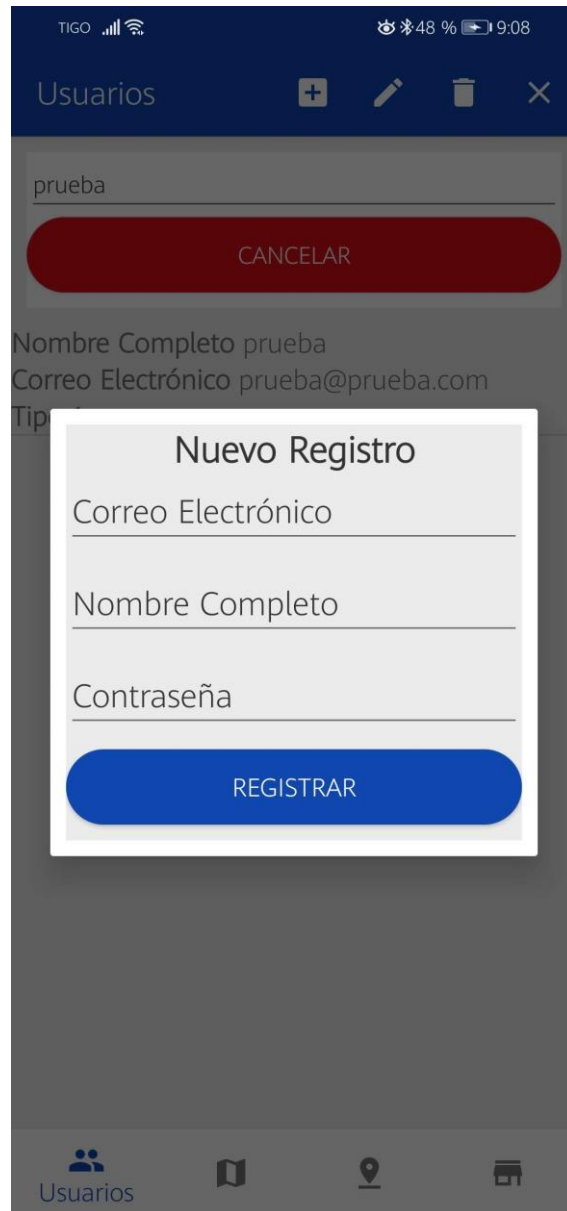 TIGO 48 % 9:08
Usuarios
prueba
CANCELAR
Nombre Completo prueba
Correo Electrónico prueba@prueba.com
Nuevo Registro
Correo Electrónico
Nombre Completo
Contraseña
REGISTRAR
Usuarios